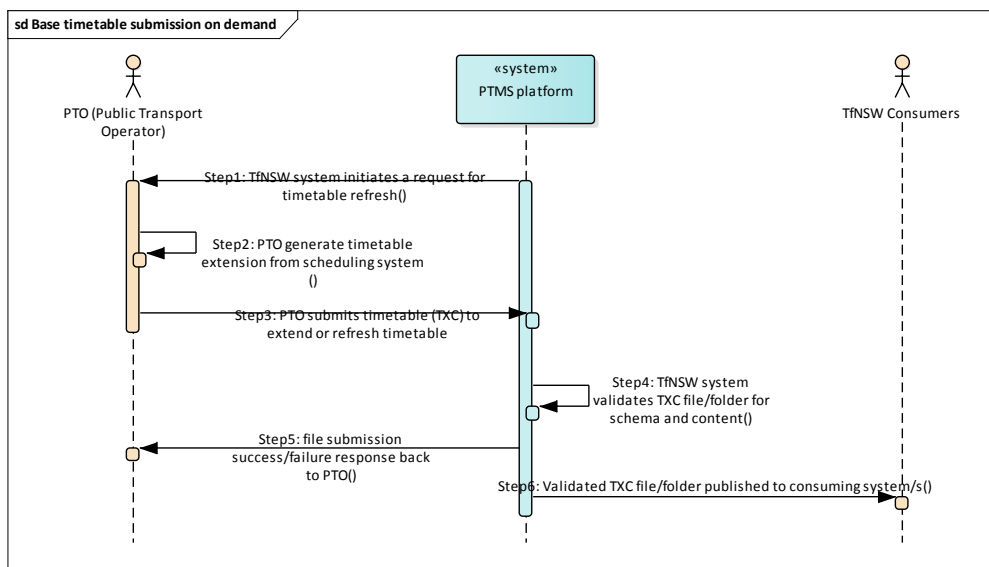 sd Base timetable submission on demand
«system»
PTMS platform
PTO (Public Transport
Operator)
TfNSW Consumers
Step1: TfNSW system initiates a request for
timetable refresh()
Step2: PTO generate timetable
extension from scheduling system
()
Step3: PTO submits timetable (TXC) to
extend or refresh timetable
Step4: TfNSW system
validates TXC file/folder for
schema and content()
Step5: file submission
success/failure response back
to PTO()
Step6: Validated TXC file/folder published to consuming system/s()